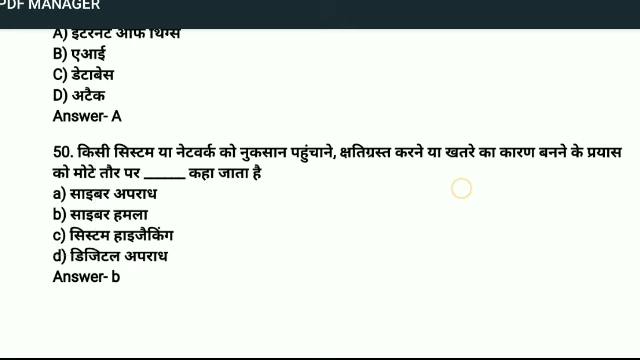 PDF MANAGER
A) इंटरनेट ऑफ थिंग्स
B) एआई
C) डेटाबेस
D) अटैक
Answer- A
50. किसी सिस्टम या नेटवर्क को नुकसान पहुंचाने, क्षतिग्रस्त करने या खतरे का कारण बनने के प्रयास
को मोटे तौर पर ______ कहा जाता है
a) साइबर अपराध
b) साइबर हमला
c) सिस्टम हाइजैकिंग
d) डिजिटल अपराध
Answer- b